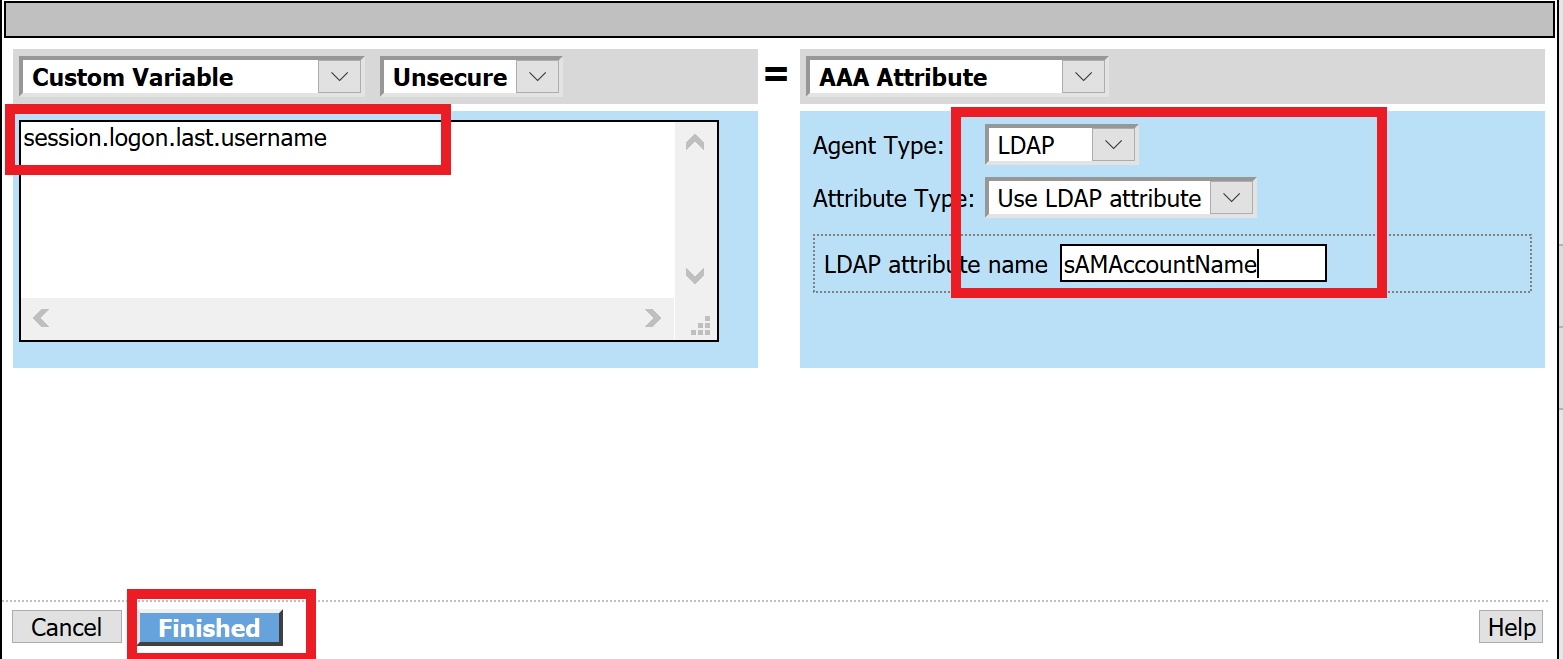 Custom Variable Unsecure = AAA Attribute
session.logon.last.username
Agent Type: LDAP
Attribute Type: Use LDAP attribute
LDAP attribute name sAMAccountName
Cancel Finished Help